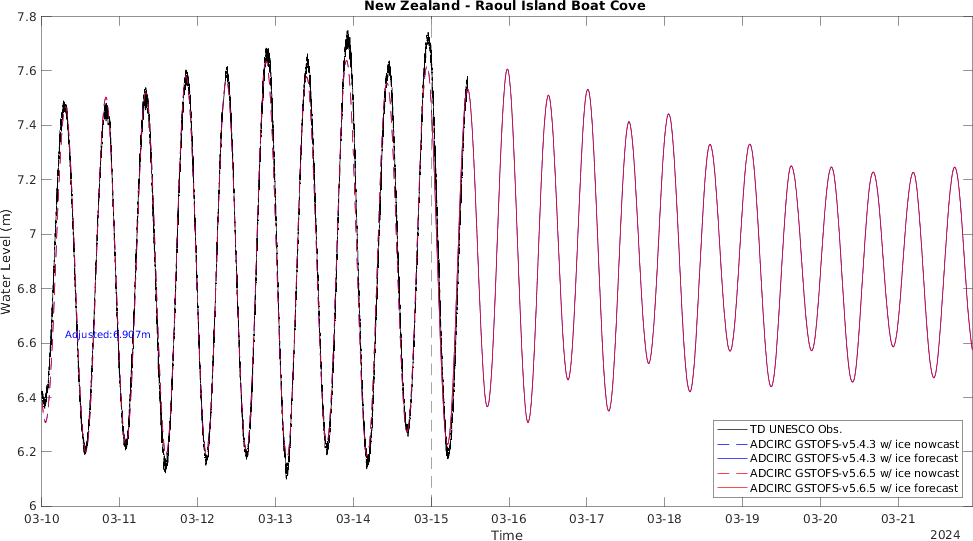 New Zealand - Raoul Island Boat Cove
7.8
7.6
7.4
7.2
7
6.8
6.6
6.4
6.2
6
Water Level (m)
Adjusted:6.907m
TD UNESCO Obs.
ADCIRC GSTOFS-v5.4.3 w/ ice nowcast
ADCIRC GSTOFS-v5.4.3 w/ ice forecast
ADCIRC GSTOFS-v5.6.5 w/ ice nowcast
ADCIRC GSTOFS-v5.6.5 w/ ice forecast
03-10 03-11 03-12 03-13 03-14 03-15 03-16 03-17 03-18 03-19 03-20 03-21
Time
2024